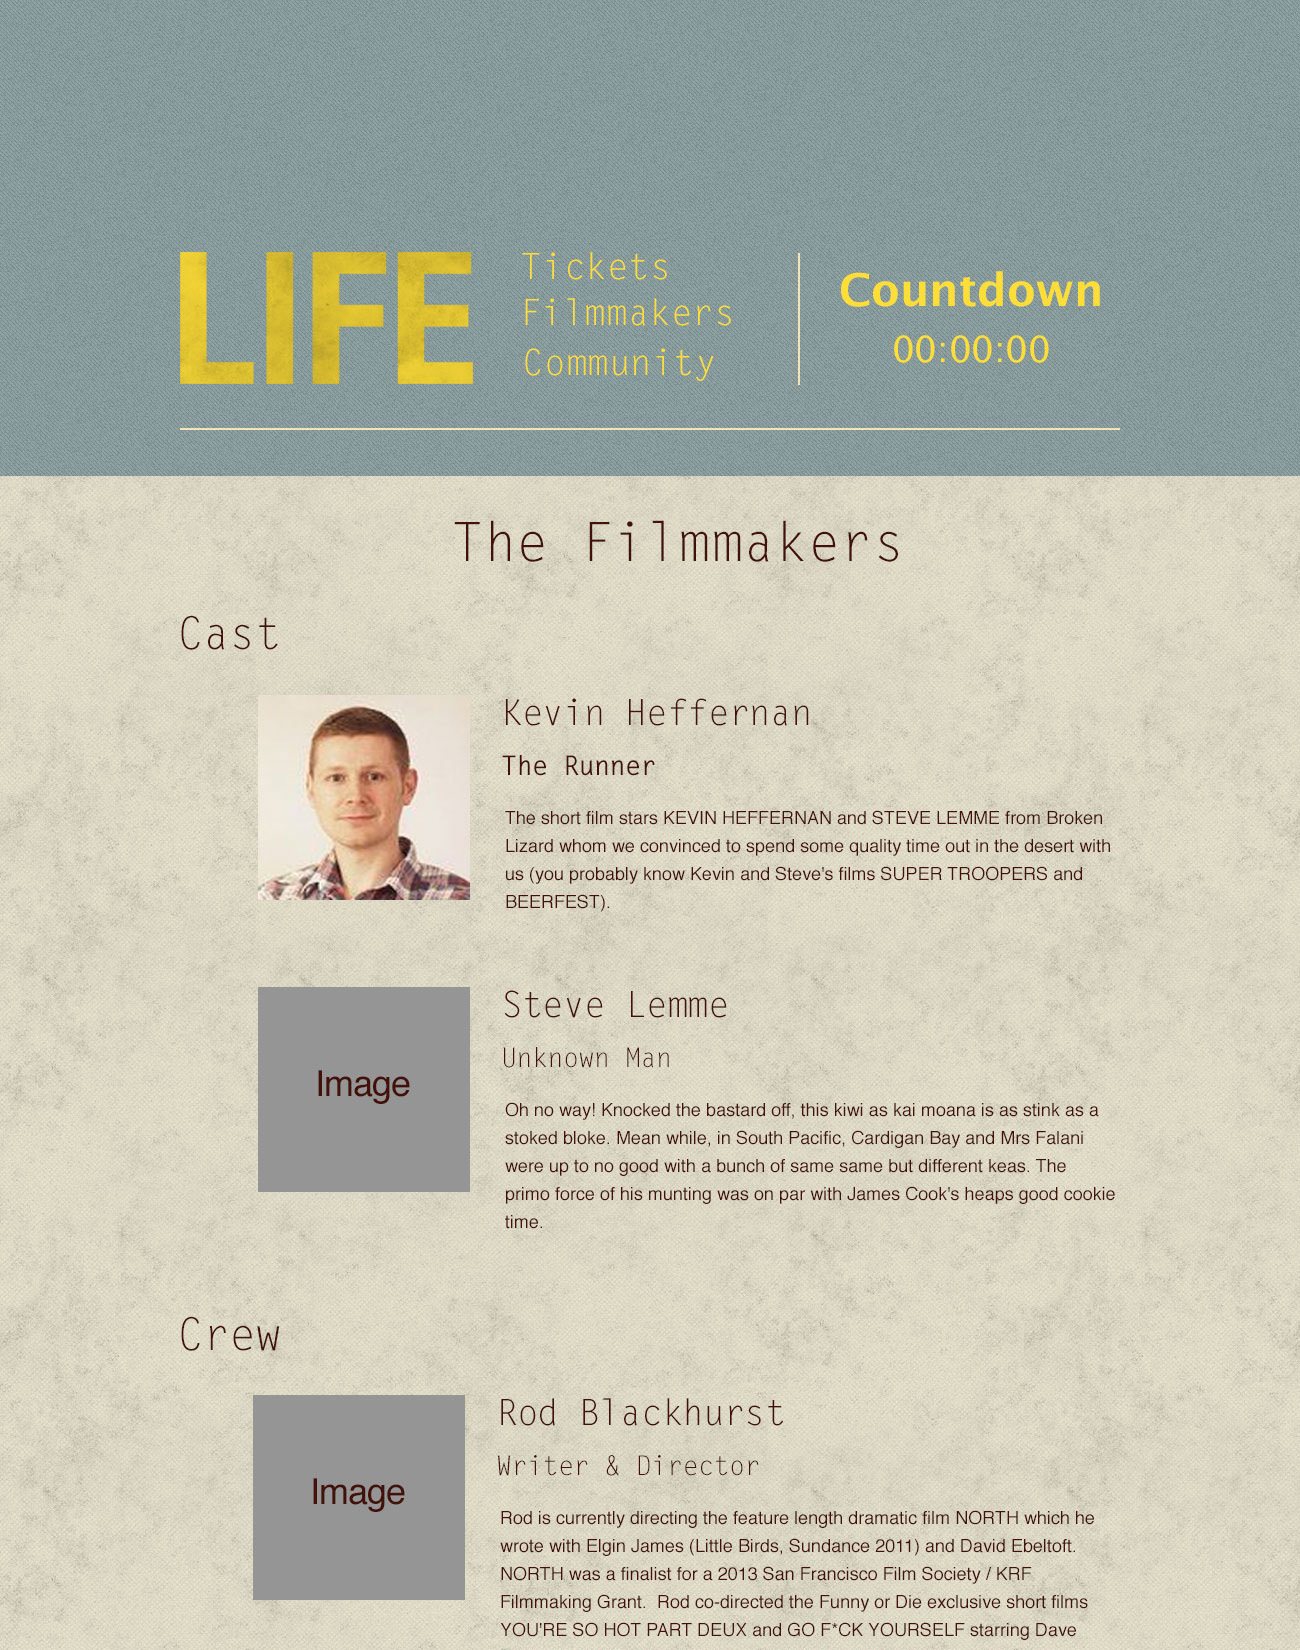 LIFE
Tickets
Filmmakers
Community
Countdown
00:00:00
The Filmmakers
Cast
Kevin Heffernan
The Runner
The short film stars KEVIN HEFFERNAN and STEVE LEMME from Broken
Lizard whom we convinced to spend some quality time out in the desert with
us (you probably know Kevin and Steve's films SUPER TROOPERS and
BEERFEST).
Image
Steve Lemme
Unknown Man
Oh no way! Knocked the bastard off, this kiwi as kai moana is as stink as a
stoked bloke. Mean while, in South Pacific, Cardigan Bay and Mrs Falani
were up to no good with a bunch of same same but different keas. The
primo force of his munting was on par with James Cook's heaps good cookie
time.
Crew
Image
Rod Blackhurst
Writer & Director
Rod is currently directing the feature length dramatic film NORTH which he
wrote with Elgin James (Little Birds, Sundance 2011) and David Ebeltoft.
NORTH was a finalist for a 2013 San Francisco Film Society / KRF
Filmmaking Grant.  Rod co-directed the Funny or Die exclusive short films
YOU'RE SO HOT PART DEUX and GO F*CK YOURSELF starring Dave